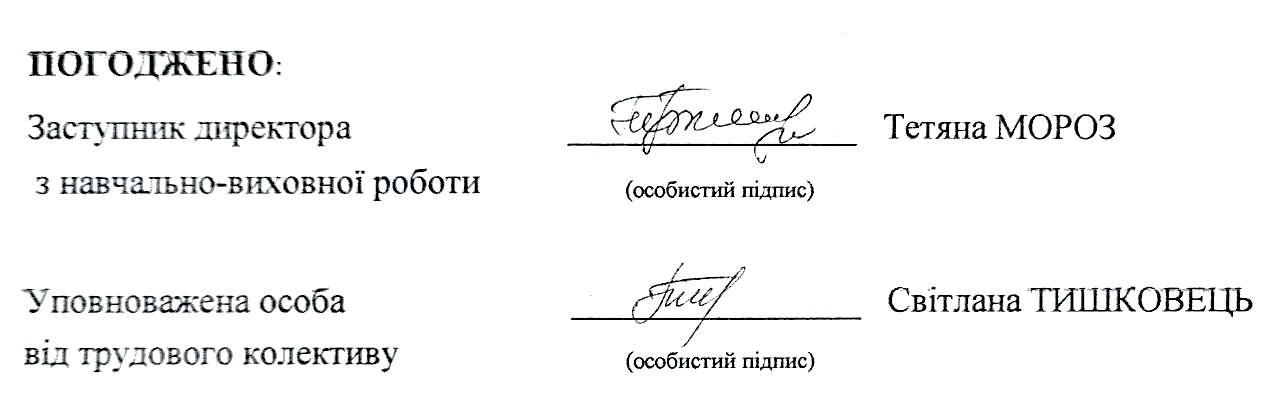 ПОГОДЖЕНО:
Заступник директора
з навчально-виховної роботи
Тетяна МОРОЗ
(особистий підпис)
Уповноважена особа
від трудового колективу
Світлана ТИШКОВЕЦЬ
(особистий підпис)